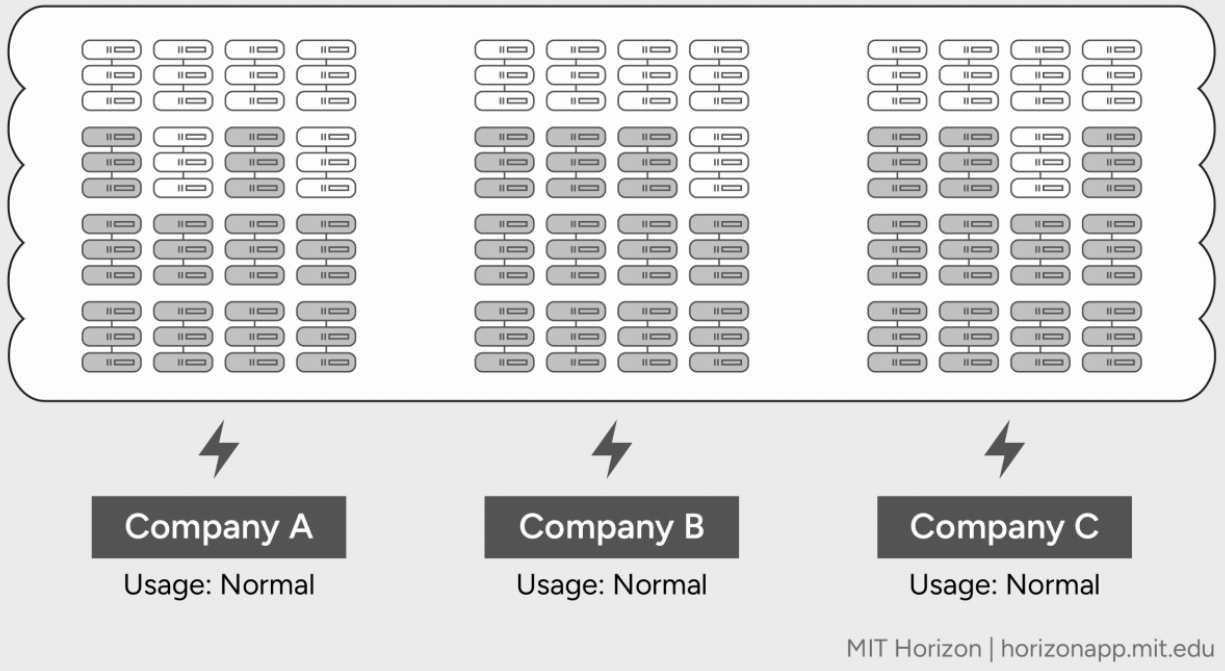 Company A
Company B
Company C
Usage: Normal
Usage: Normal
Usage: Normal
MIT Horizon | horizonapp.mit.edu